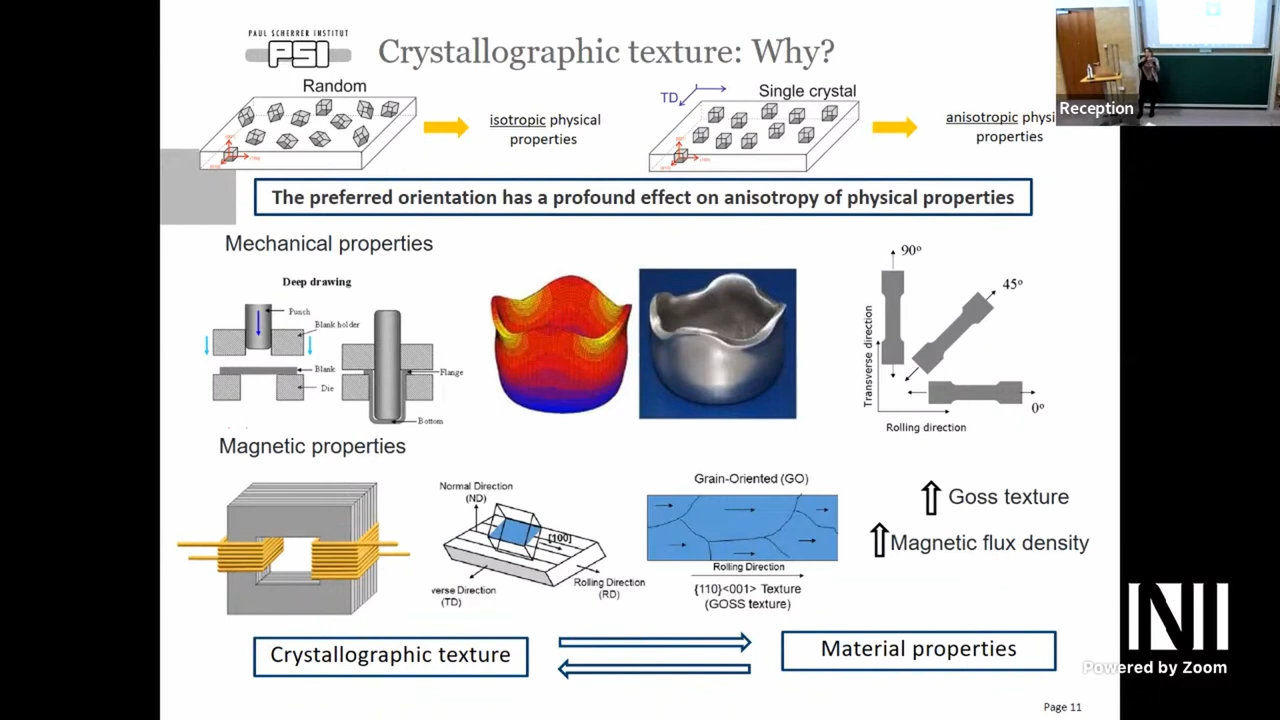 PAUL SCHERRER INSTITUT
PSI
Crystallographic texture: Why?
Reception
Random
isotropic physical
properties
TD
Single crystal
anisotropic physi
properties
The preferred orientation has a profound effect on anisotropy of physical properties
Mechanical properties
Deep drawing
Punch
Blank holder
Blank
Die
Flange
Bottom
90º
45º
0º
Transverse direction
Rolling direction
Magnetic properties
Normal Direction
(ND)
[100]
Rolling Direction
(RD)
verse Direction
(TD)
Grain-Oriented (GO)
Rolling Direction
{110}<001> Texture
(GOSS texture)
Goss texture
Magnetic flux density
Crystallographic texture
Material properties
Powered by Zoom
Page 11